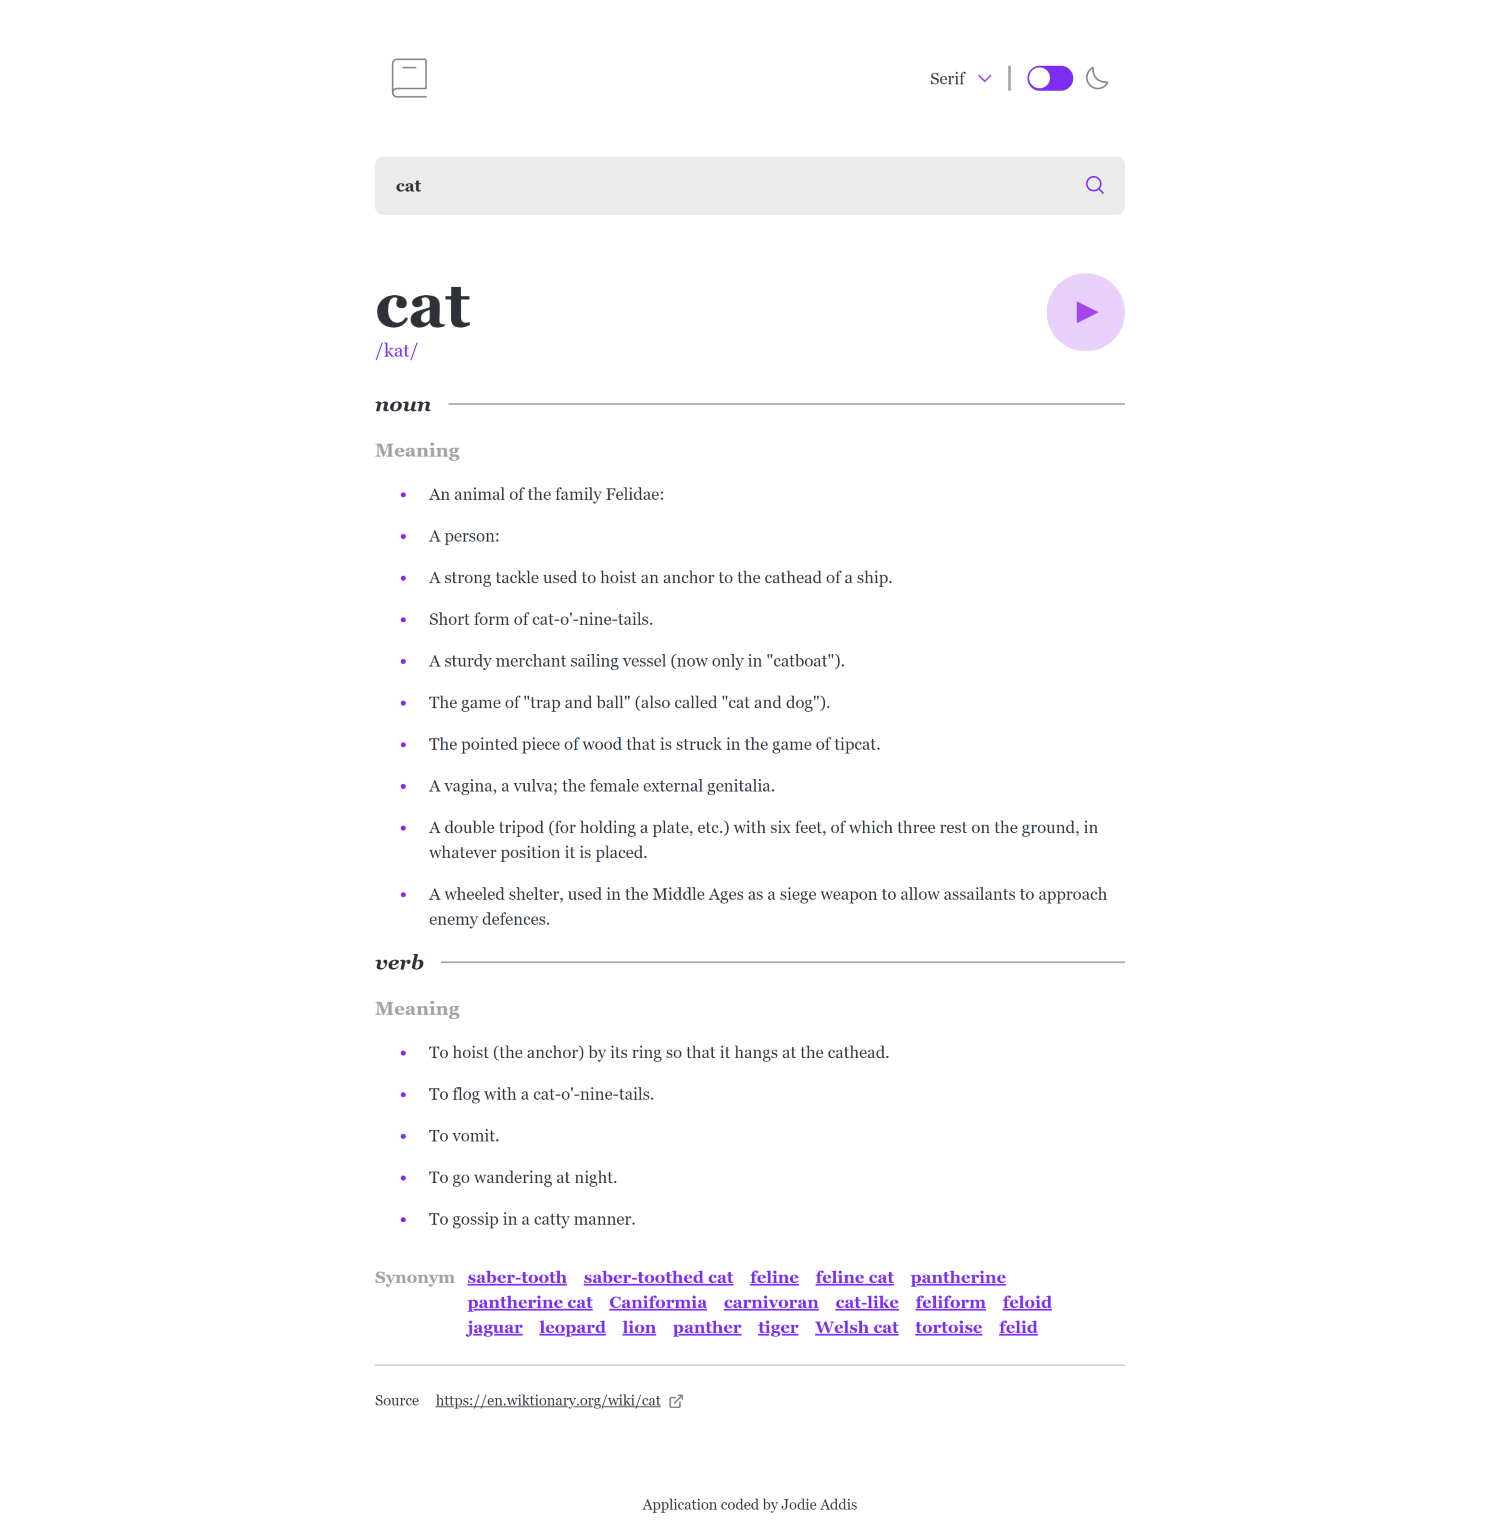 Serif
cat
cat
/kat/
noun
Meaning
• An animal of the family Felidae:
• A person:
• A strong tackle used to hoist an anchor to the cathead of a ship.
• Short form of cat-o'-nine-tails.
• A sturdy merchant sailing vessel (now only in "catboat").
• The game of "trap and ball" (also called "cat and dog").
• The pointed piece of wood that is struck in the game of tipcat.
• A vagina, a vulva; the female external genitalia.
• A double tripod (for holding a plate, etc.) with six feet, of which three rest on the ground, in
whatever position it is placed.
• A wheeled shelter, used in the Middle Ages as a siege weapon to allow assailants to approach
enemy defences.
verb
Meaning
• To hoist (the anchor) by its ring so that it hangs at the cathead.
• To flog with a cat-o'-nine-tails.
• To vomit.
• To go wandering at night.
• To gossip in a catty manner.
Synonym saber-tooth saber-toothed cat feline feline cat pantherine
pantherine cat Caniformia carnivoran cat-like feliform feloid
jaguar leopard lion panther tiger Welsh cat tortoise felid
Source https://en.wiktionary.org/wiki/cat
Application coded by Jodie Addis